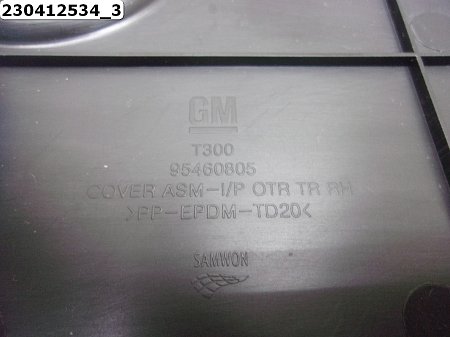 230412534_3
GM
T300
95460805
COVER ASM-I/P OTR TR RH
>PP-EPDM-TD20<
SAMWON